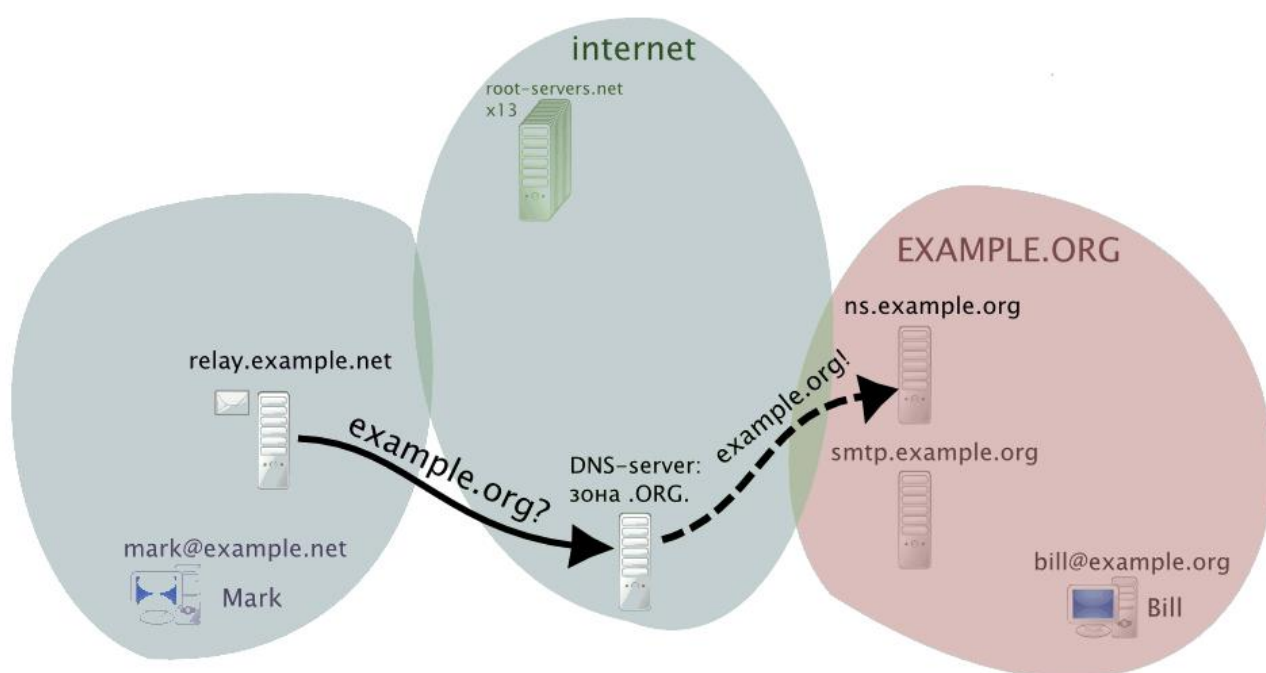 internet
root-servers.net
x13
EXAMPLE.ORG
ns.example.org
relay.example.net
example.org?
example.org!
DNS-server:
зона .ORG.
smtp.example.org
mark@example.net
Mark
bill@example.org
Bill